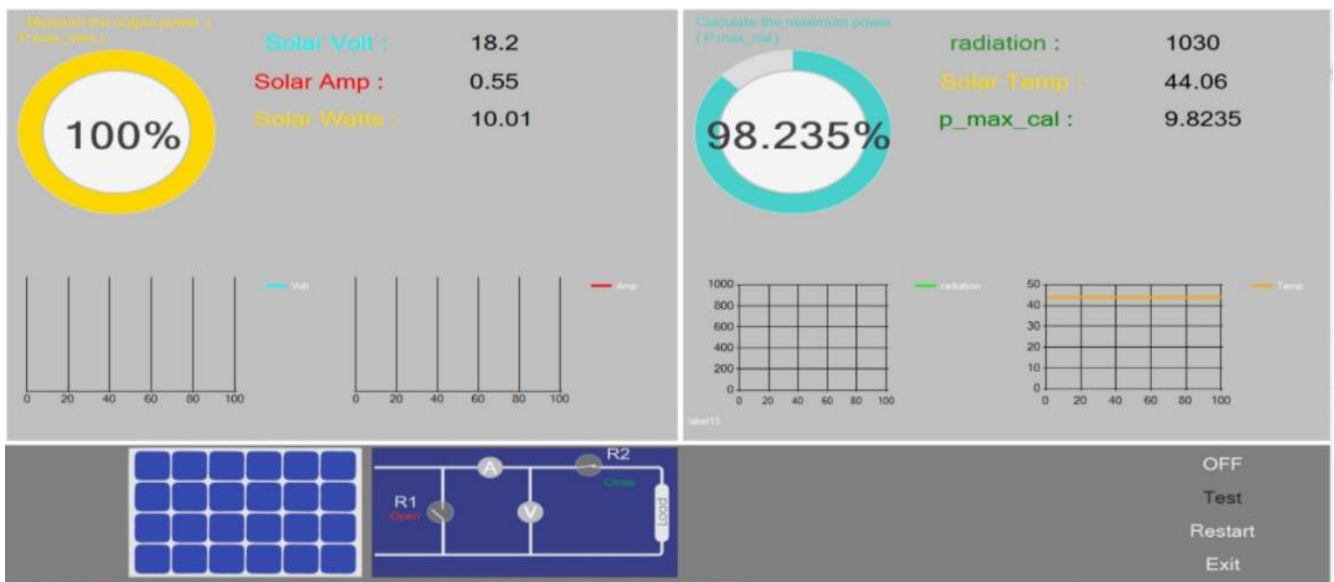 Measure the output power (
P max_mes )
Solar Volt : 18.2
Solar Amp : 0.55
Solar Watts : 10.01
100%
Volt
Amp
0 20 40 60 80 100
0 20 40 60 80 100
Calculate the maximum power
( P max_cal )
radiation : 1030
Solar Temp : 44.06
p_max_cal : 9.8235
98.235%
1000
800
600
400
200
0
0 20 40 60 80 100
radiation
50
40
30
20
10
0
0 20 40 60 80 100
Temp
label15
R1
Open
A
V
R2
Close
Load
OFF
Test
Restart
Exit